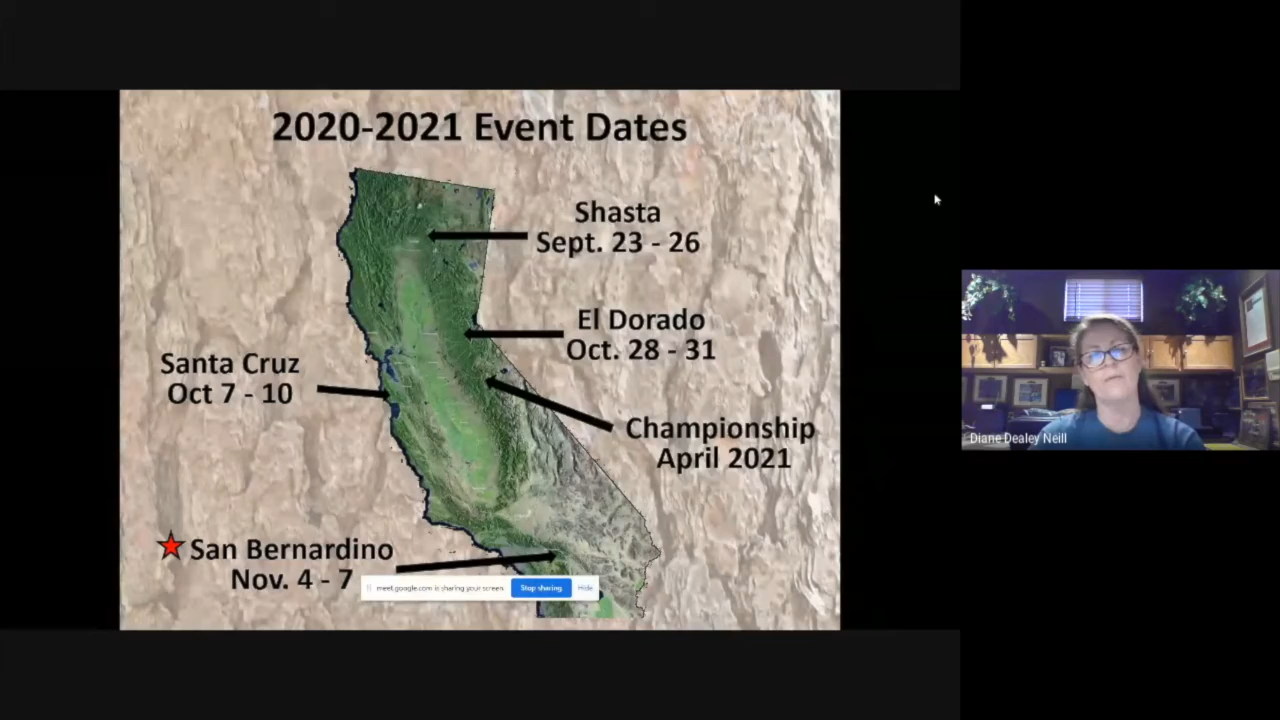 2020-2021 Event Dates
Shasta
Sept. 23 - 26
El Dorado
Oct. 28 - 31
Santa Cruz
Oct 7 - 10
Championship
April 2021
San Bernardino
Nov. 4 - 7
meet.google.com is sharing your screen.
Stop sharing
Hide
Diane Dealey Neill